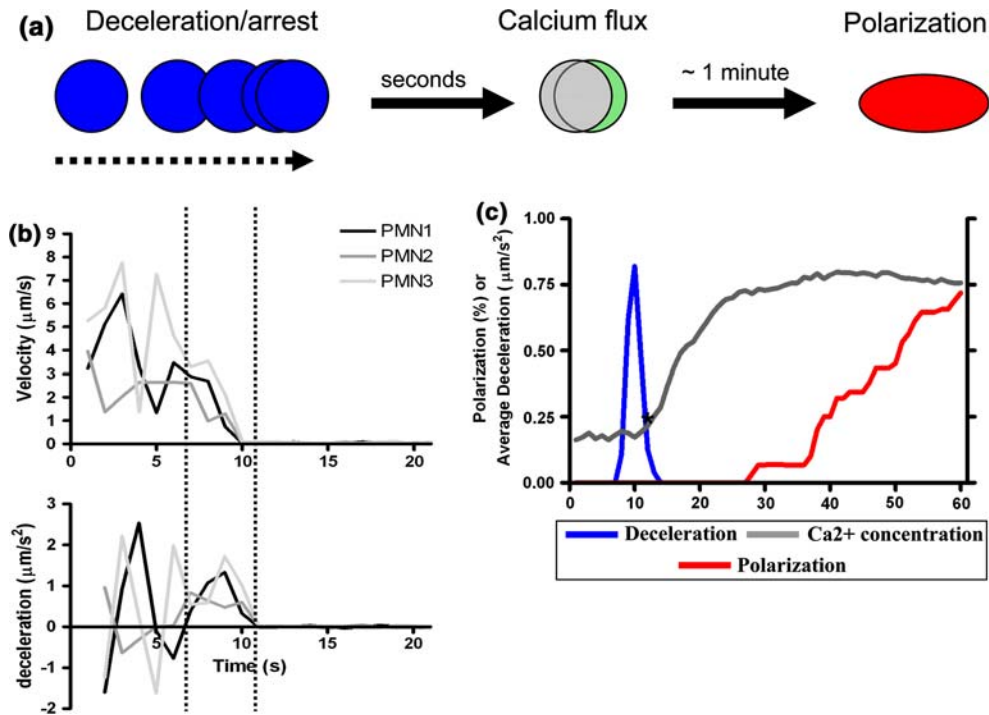 (a)
Deceleration/arrest
Calcium flux
Polarization
seconds
~ 1 minute
(b)
PMN1
PMN2
PMN3
Velocity (μm/s)
9
8
7
6
5
4
3
2
1
0
0 5 10 15 20
deceleration (μm/s²)
3
2
1
0
-1
-2
5 10 15 20
Time (s)
(c)
Polarization (%) or
Average Deceleration (μm/s²)
1.00
0.75
0.50
0.25
0.00
0 10 20 30 40 50 60
*
Deceleration
Ca2+ concentration
Polarization